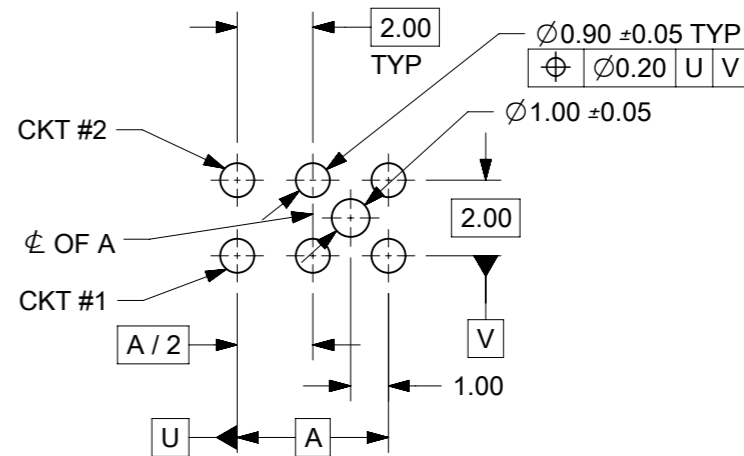 2.00
TYP
∅0.90 ±0.05 TYP
⌖ ∅0.20 U V
∅1.00 ±0.05
CKT #2
2.00
℄ OF A
CKT #1
A / 2
V
1.00
U
A